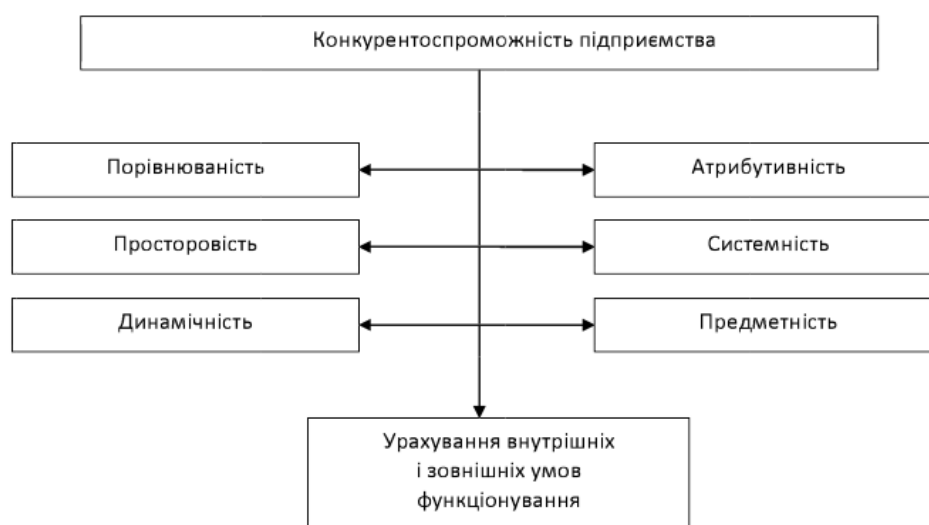 Конкурентоспроможність підприємства
Порівнюваність
Атрибутивність
Просторовість
Системність
Динамічність
Предметність
Урахування внутрішніх
і зовнішніх умов
функціонування